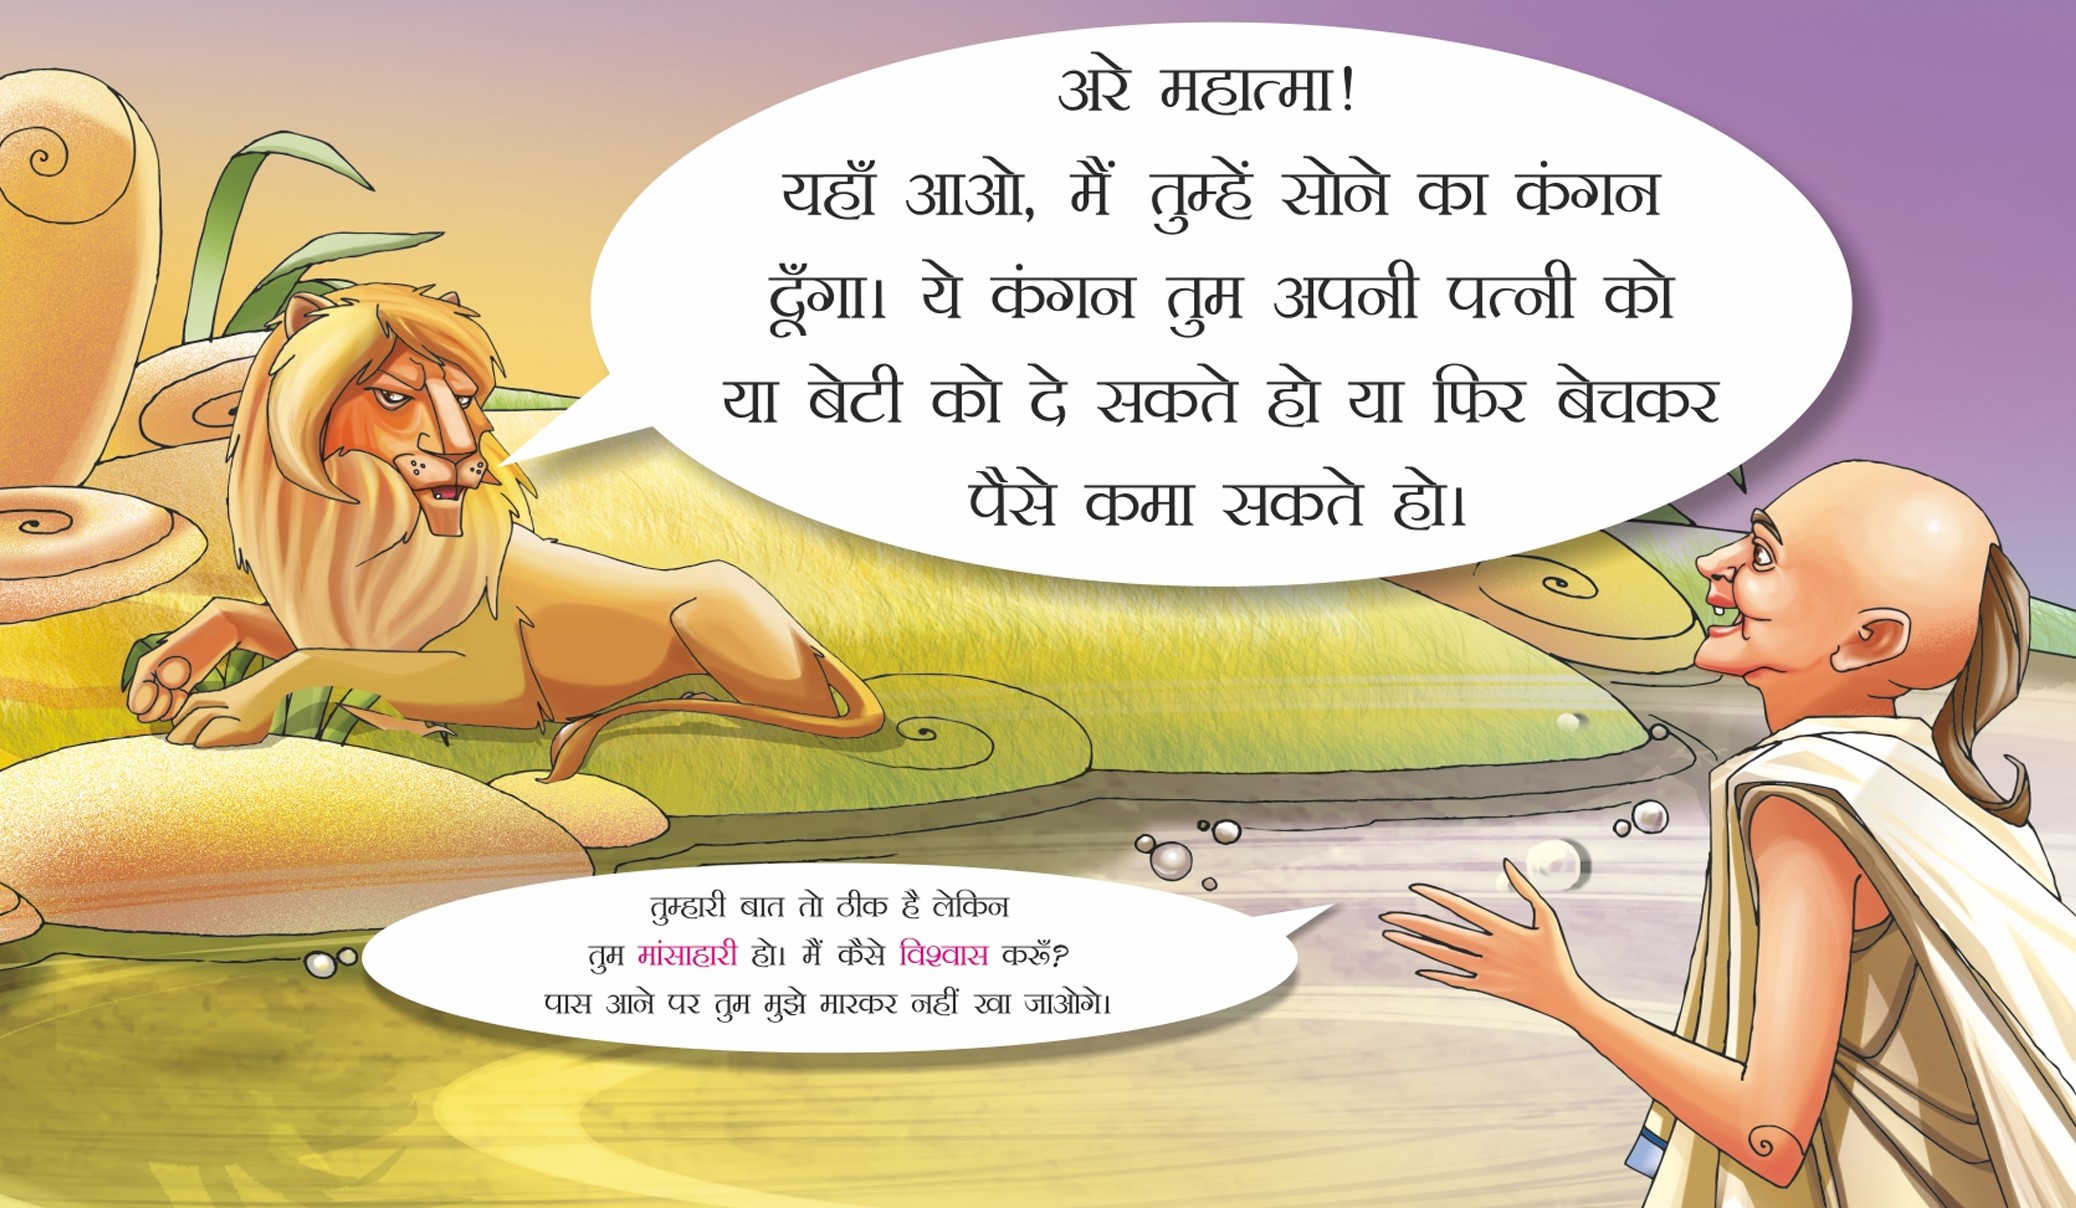 अरे महात्मा!
यहाँ आओ, मैं तुम्हें सोने का कंगन
दूँगा। ये कंगन तुम अपनी पत्नी को
या बेटी को दे सकते हो या फिर बेचकर
पैसे कमा सकते हो।
तुम्हारी बात तो ठीक है लेकिन
तुम मांसाहारी हो। मैं कैसे विश्वास करूँ?
पास आने पर तुम मुझे मारकर नहीं खा जाओगे।